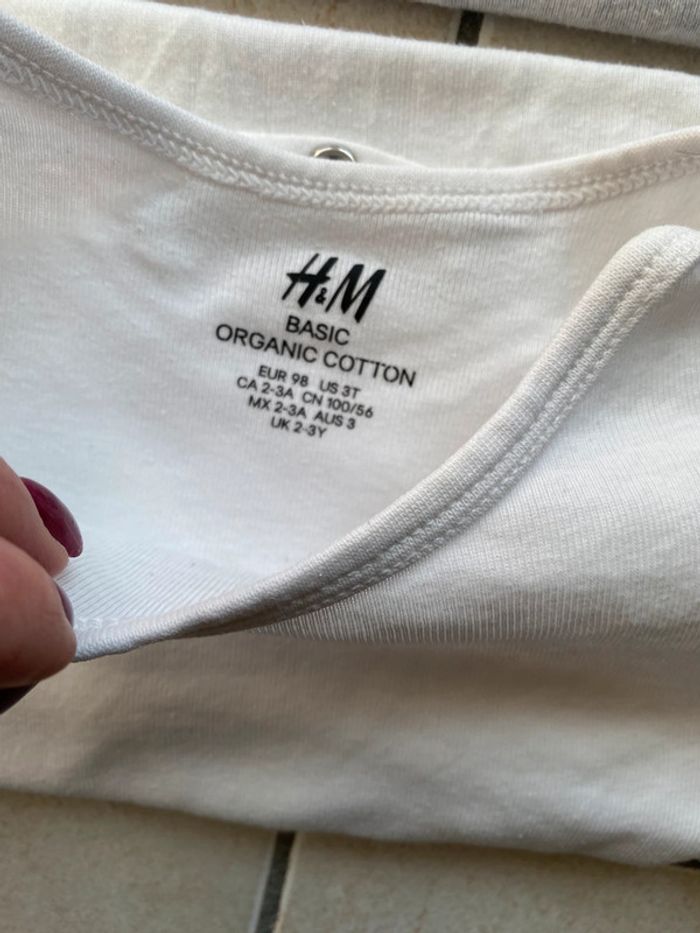 H&M
BASIC
ORGANIC COTTON
EUR 98 US 3T
CA 2-3A CN 100/56
MX 2-3A AUS 3
UK 2-3Y